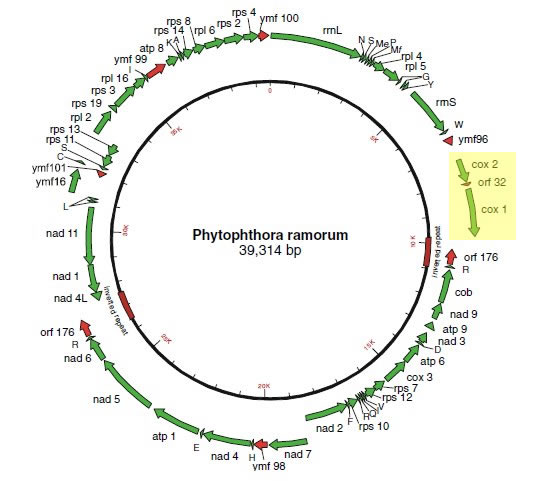 rps 4
ymf 100
rnnL
N S Me P
Mf
rpl 4
rpl 5
G
Y
rrnS
W
ymf96
cox 2
orf 32
cox 1
orf 176
R
cob
nad 9
atp 9
nad 3
D
atp 6
cox 3
rps 7
rps 12
V
Q
R
rps 10
F
nad 2
nad 7
ymf 98
H
nad 4
E
atp 1
nad 5
nad 6
R
orf 176
nad 4L
nad 1
nad 11
L
ymf16
ymf101
C
S
rps 11
rps 13
rpl 2
rps 19
rps 3
rpl 16
I
ymf 99
atp 8
K A
rps 14
rps 8
rpl 6
rps 2
0
5K
10 K
15K
20K
25K
30K
35K
inverted repeat
inverted repeat
Phytophthora ramorum
39,314 bp